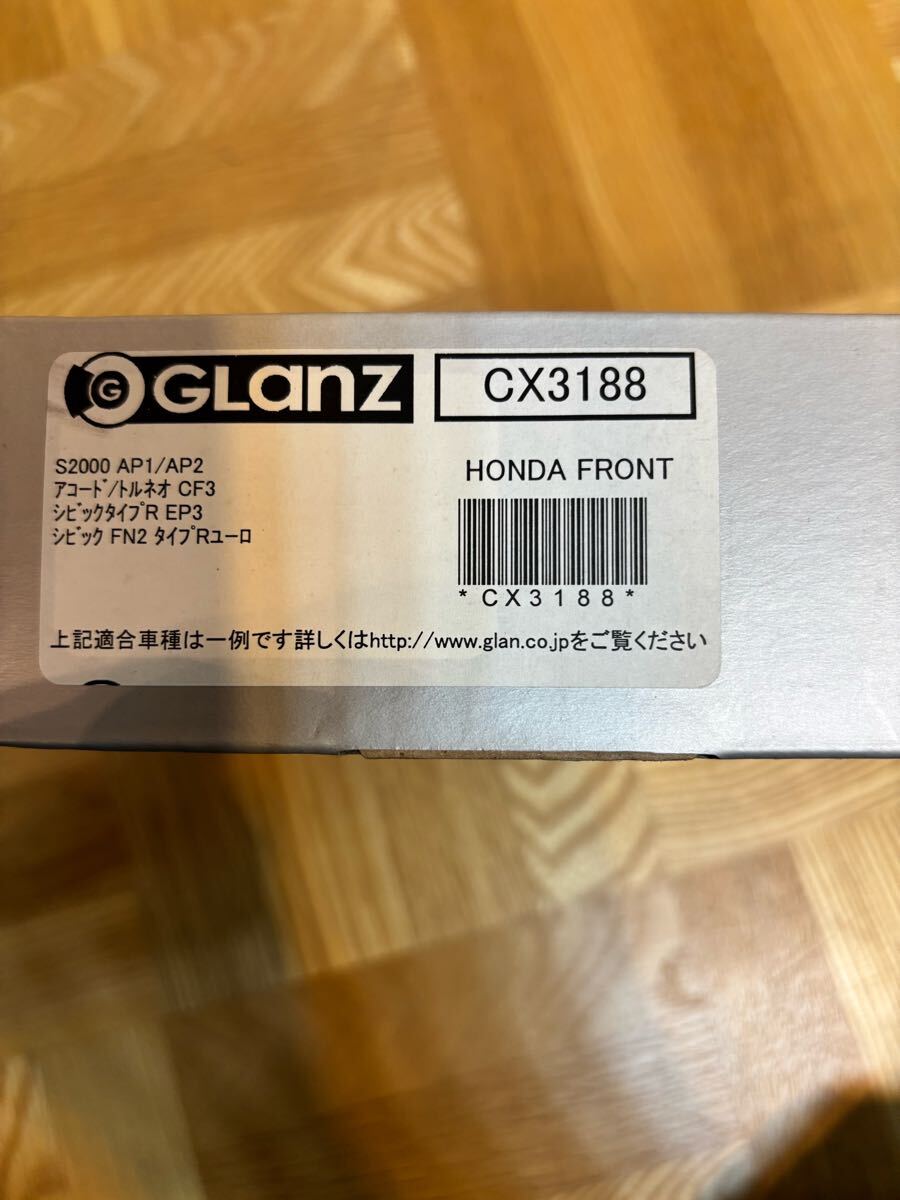 G GLanz
CX3188
S2000 AP1/AP2
アコード/トルネオ CF3
シビックタイプR EP3
シビック FN2 タイプRユーロ
HONDA FRONT
*CX3188*
上記適合車種は一例です詳しくはhttp://www.glan.co.jpをご覧ください